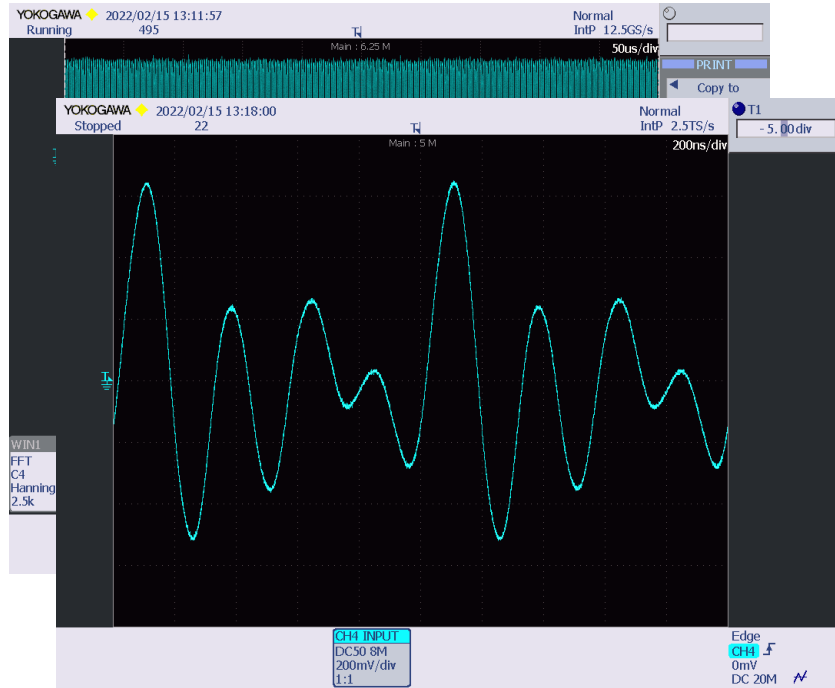 YOKOGAWA 2022/02/15 13:11:57
Normal
Running 495
IntP 12.5GS/s
Main : 6.25 M
50us/div
PRINT
Copy to
YOKOGAWA 2022/02/15 13:18:00
Normal
Stopped 22
IntP 2.5TS/s
T1
- 5.00div
Main : 5 M
200ns/div
WIN1
FFT
C4
Hanning
2.5k
CH4 INPUT
DC50 8M
200mV/div
1:1
Edge
CH4
0mV
DC 20M